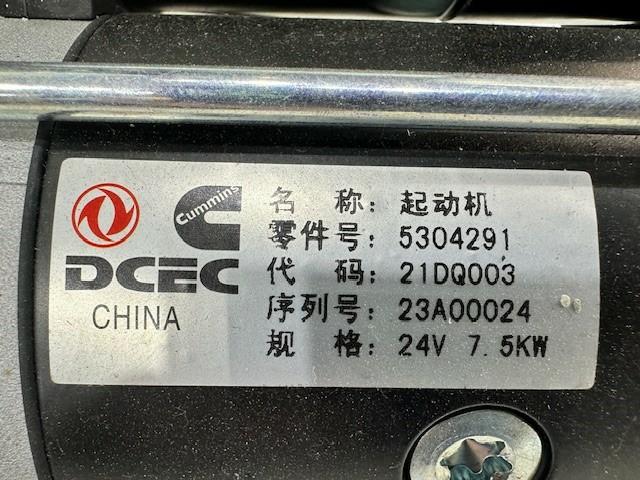 Cummins
DCEC
CHINA
名 称: 起动机
零件号: 5304291
代 码: 21DQ003
序列号: 23A00024
规 格: 24V 7.5KW